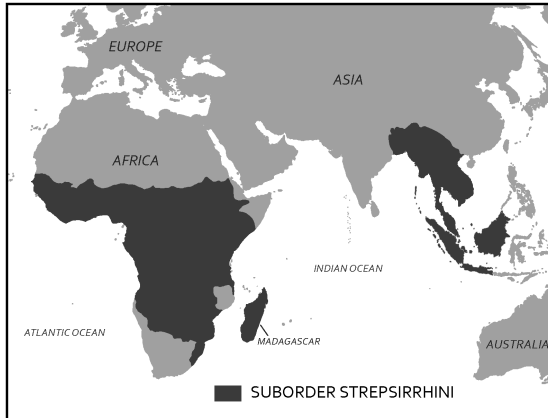 EUROPE
ASIA
AFRICA
INDIAN OCEAN
ATLANTIC OCEAN
MADAGASCAR
AUSTRALIA
SUBORDER STREPSIRRHINI